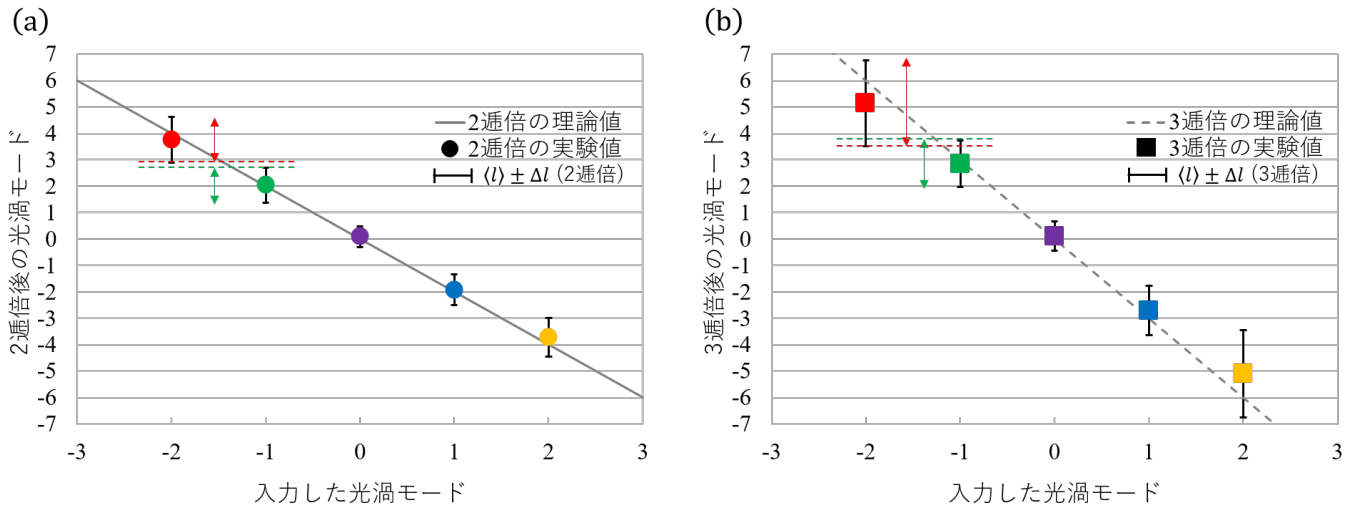 (a)
7
6
5
4
3
2
1
0
-1
-2
-3
-4
-5
-6
-7
-3 -2 -1 0 1 2 3
2逓倍後の光渦モード
入力した光渦モード
2逓倍の理論値
2逓倍の実験値
⟨l⟩ ± Δl (2逓倍)
(b)
7
6
5
4
3
2
1
0
-1
-2
-3
-4
-5
-6
-7
-3 -2 -1 0 1 2 3
3逓倍後の光渦モード
入力した光渦モード
3逓倍の理論値
3逓倍の実験値
⟨l⟩ ± Δl (3逓倍)